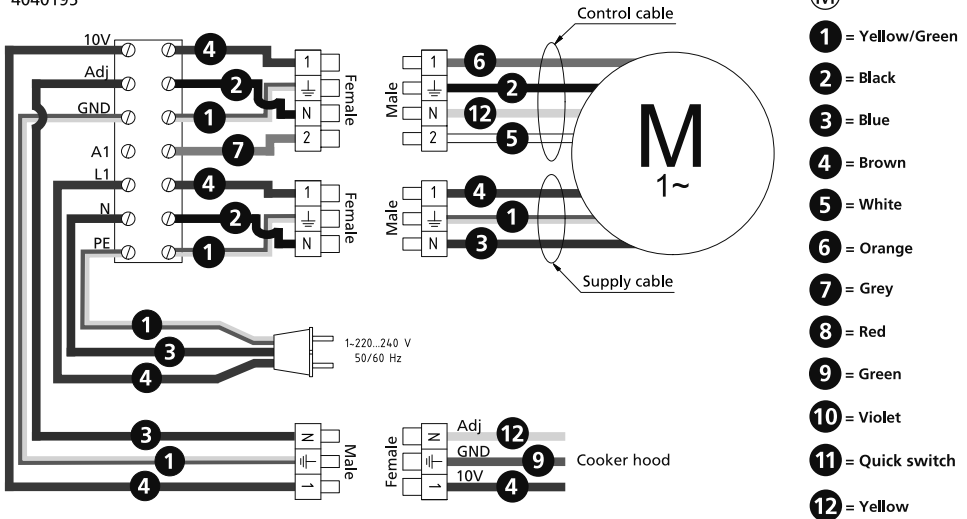 4040195
Control cable
M
10V 4 1
Adj 2
GND 1 N
A1 7 2
Female
L1 4 1
N 2
PE 1 N
Female
Male
1 6
2
N 12
2 5
Male
1 4
1
N 3
M
1~
Supply cable
1
3
4
1~220...240 V
50/60 Hz
3 N
1
4 1
Male
Female
N Adj 12
GND 9 Cooker hood
1 10V 4
1 = Yellow/Green
2 = Black
3 = Blue
4 = Brown
5 = White
6 = Orange
7 = Grey
8 = Red
9 = Green
10 = Violet
11 = Quick switch
12 = Yellow